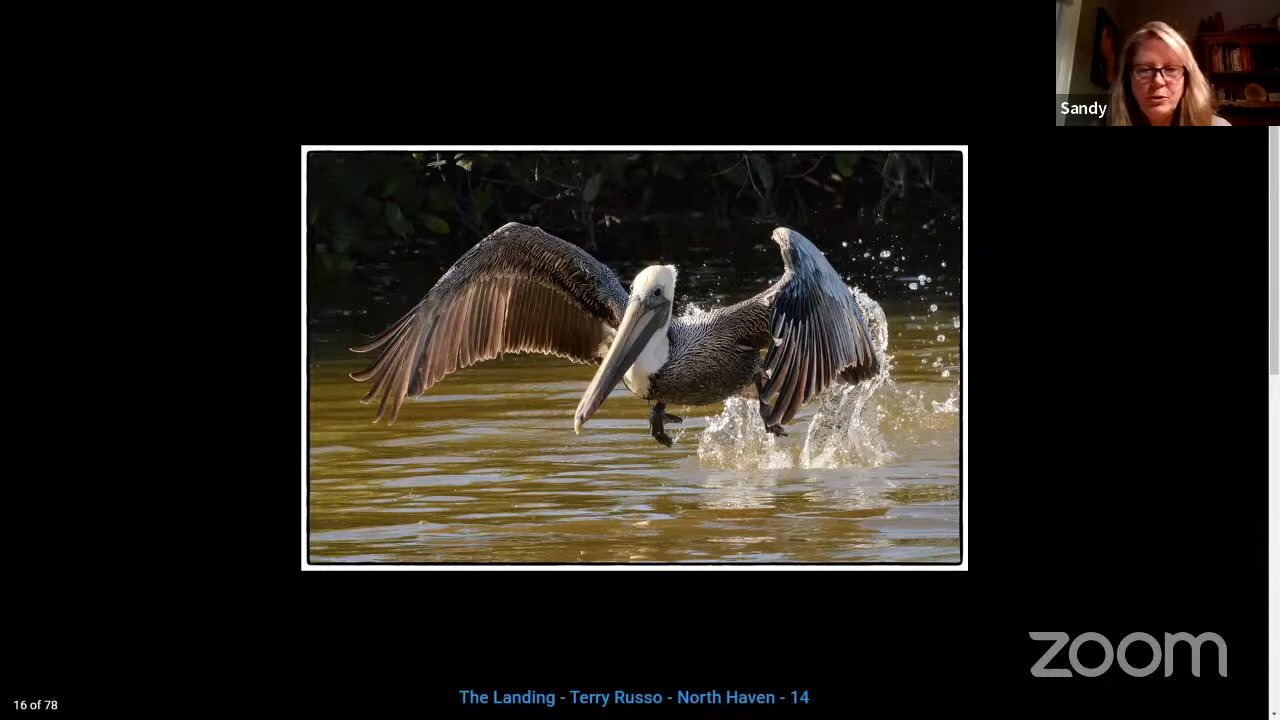 Sandy
zoom
The Landing - Terry Russo - North Haven - 14
16 of 78